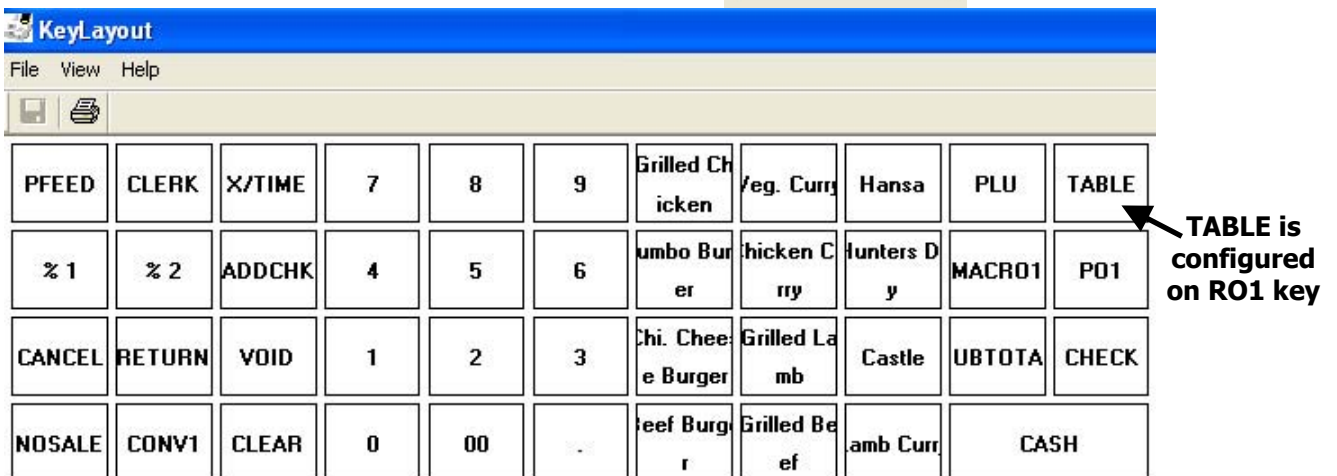 KeyLayout
File View Help
PFEED CLERK X/TIME 7 8 9 Grilled Ch Veg. Curry Hansa PLU TABLE
icken
TABLE is
configured
on RO1 key
% 1 % 2 ADDCHK 4 5 6 umbo Bur hicken C Hunters D MACRO1 PO1
er rry y
CANCEL RETURN VOID 1 2 3 Chi. Chee Grilled La Castle UBTOTA CHECK
e Burger mb
NOSALE CONV1 CLEAR 0 00 . Beef Burg Grilled Be amb Curr CASH
r ef